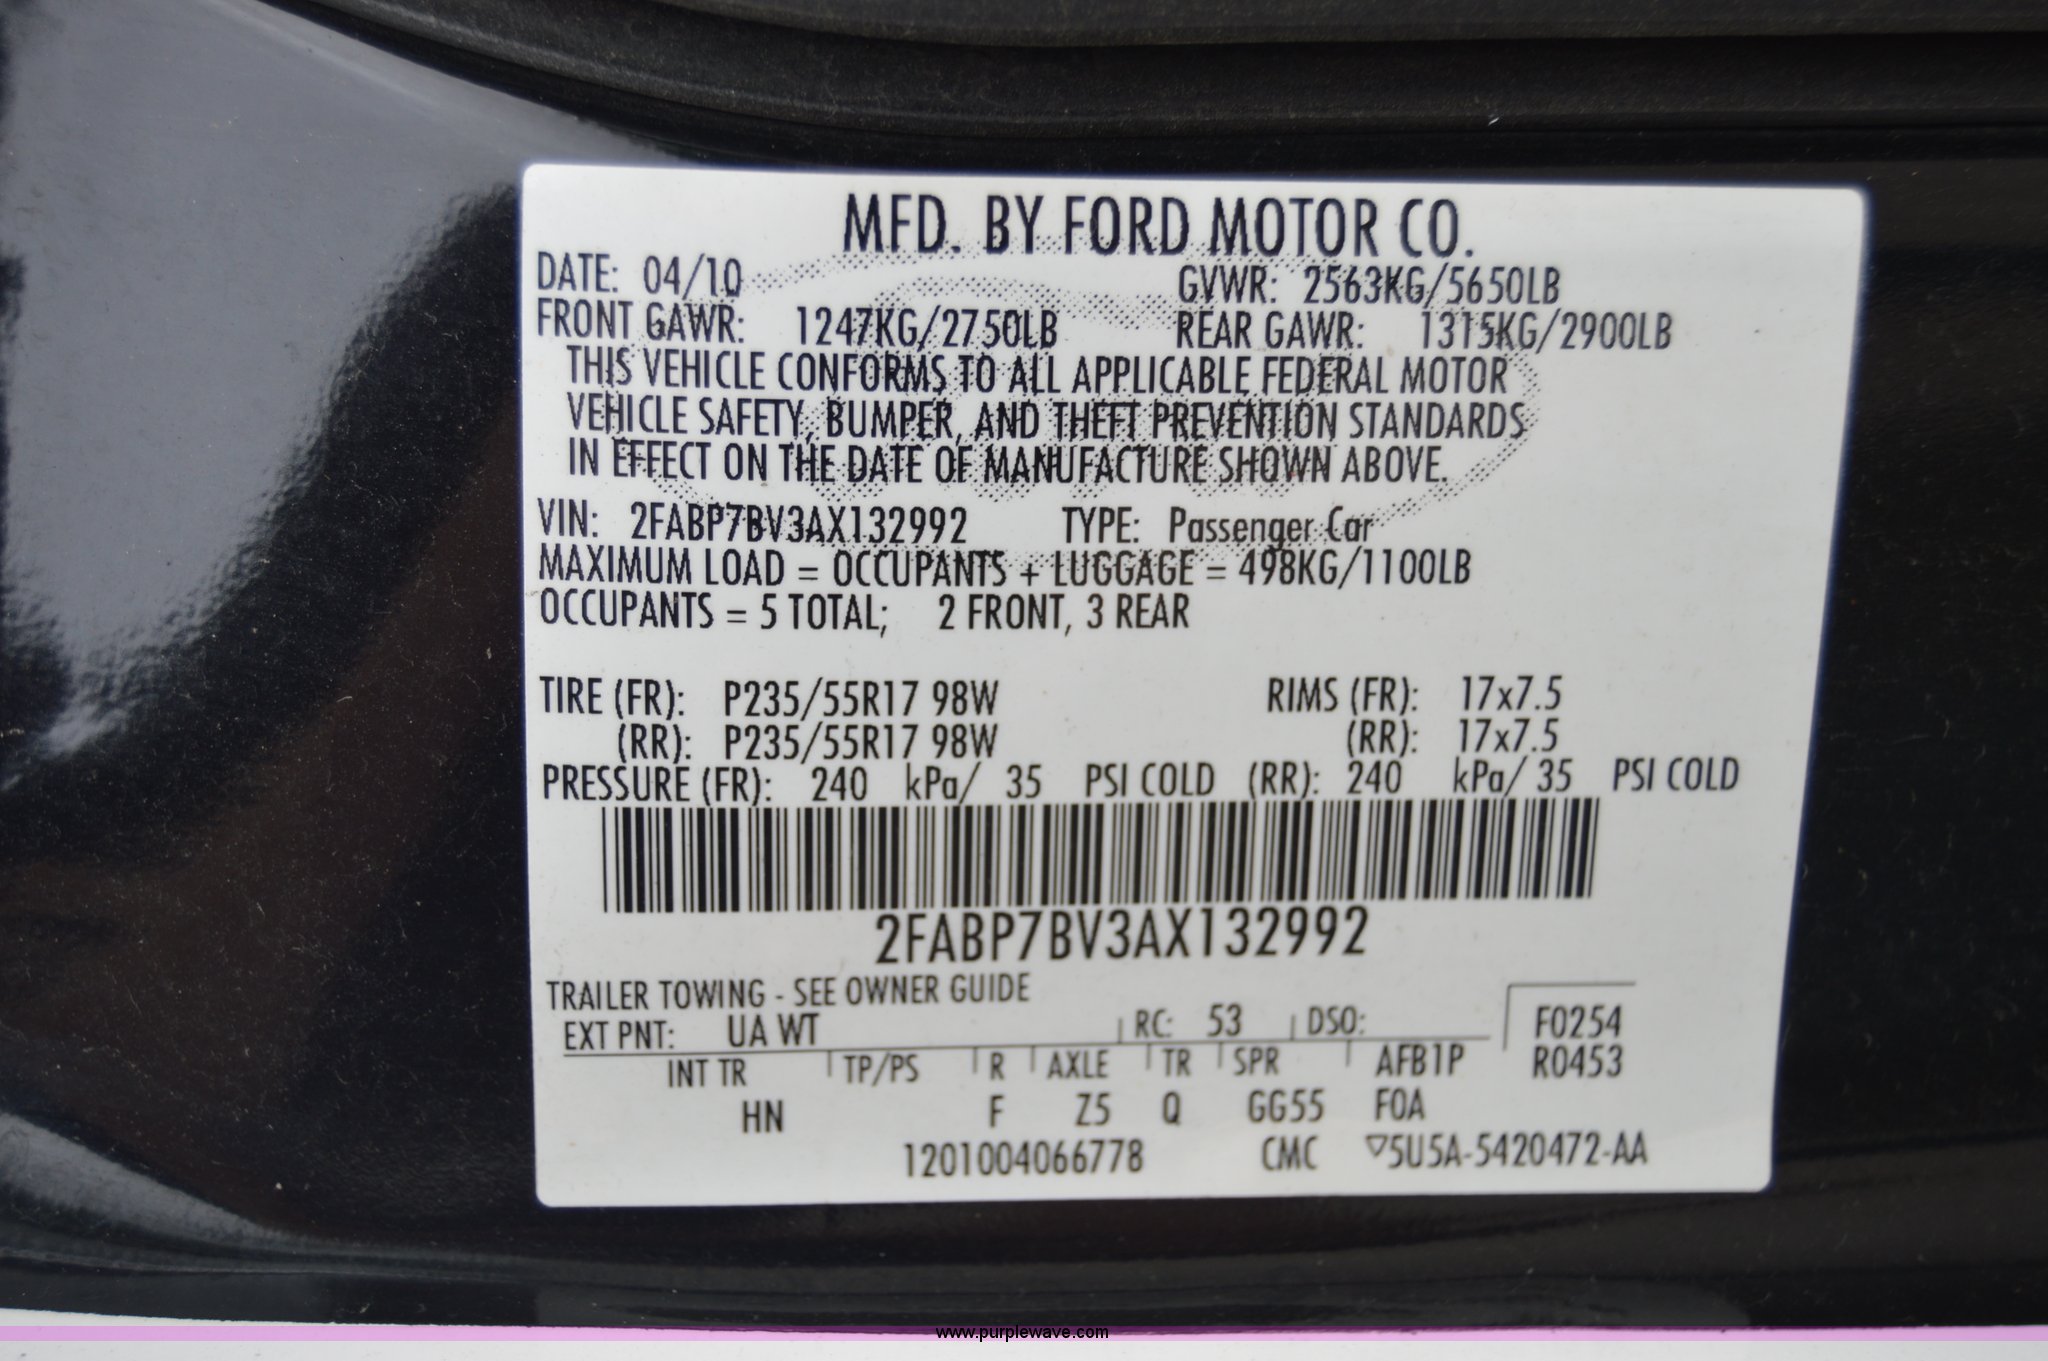 MFD. BY FORD MOTOR CO.
DATE: 04/10 GVWR: 2563KG/5650LB
FRONT GAWR: 1247KG/2750LB REAR GAWR: 1315KG/2900LB
THIS VEHICLE CONFORMS TO ALL APPLICABLE FEDERAL MOTOR
VEHICLE SAFETY, BUMPER, AND THEFT PREVENTION STANDARDS
IN EFFECT ON THE DATE OF MANUFACTURE SHOWN ABOVE.
VIN: 2FABP7BV3AX132992 TYPE: Passenger Car
MAXIMUM LOAD = OCCUPANTS + LUGGAGE = 498KG/1100LB
OCCUPANTS = 5 TOTAL; 2 FRONT, 3 REAR
TIRE (FR): P235/55R17 98W RIMS (FR): 17x7.5
(RR): P235/55R17 98W (RR): 17x7.5
PRESSURE (FR): 240 kPa/ 35 PSI COLD (RR): 240 kPa/ 35 PSI COLD
2FABP7BV3AX132992
TRAILER TOWING - SEE OWNER GUIDE
EXT PNT: UA WT RC: 53 DSO: F0254
INT TR TP/PS R AXLE TR SPR AFB1P R0453
HN F Z5 Q GG55 FOA
1201004066778 CMC ▽5U5A-5420472-AA
www.purplewave.com